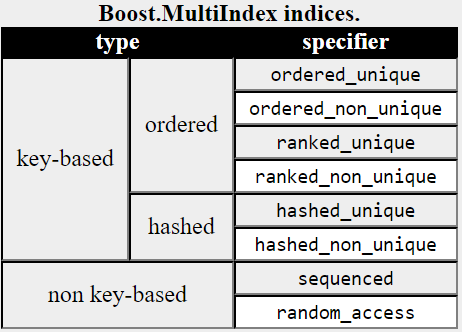 Boost.MultiIndex indices.
type specifier
key-based ordered ordered_unique
ordered_non_unique
ranked_unique
ranked_non_unique
hashed hashed_unique
hashed_non_unique
non key-based sequenced
random_access